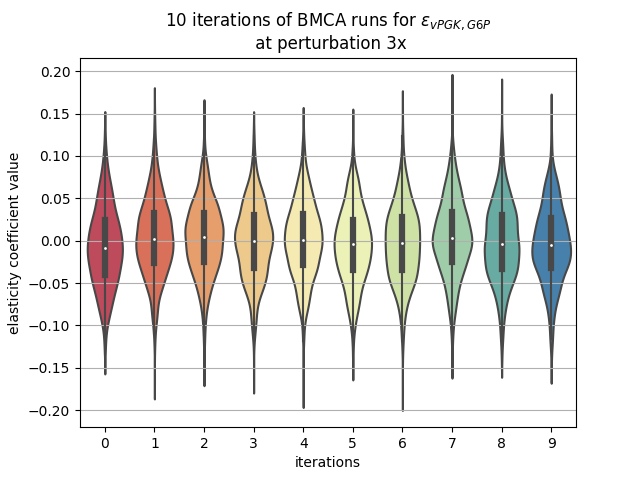 10 iterations of BMCA runs for ε_{vPGK, G6P}
at perturbation 3x
elasticity coefficient value
0.20
0.15
0.10
0.05
0.00
−0.05
−0.10
−0.15
−0.20
0 1 2 3 4 5 6 7 8 9
iterations